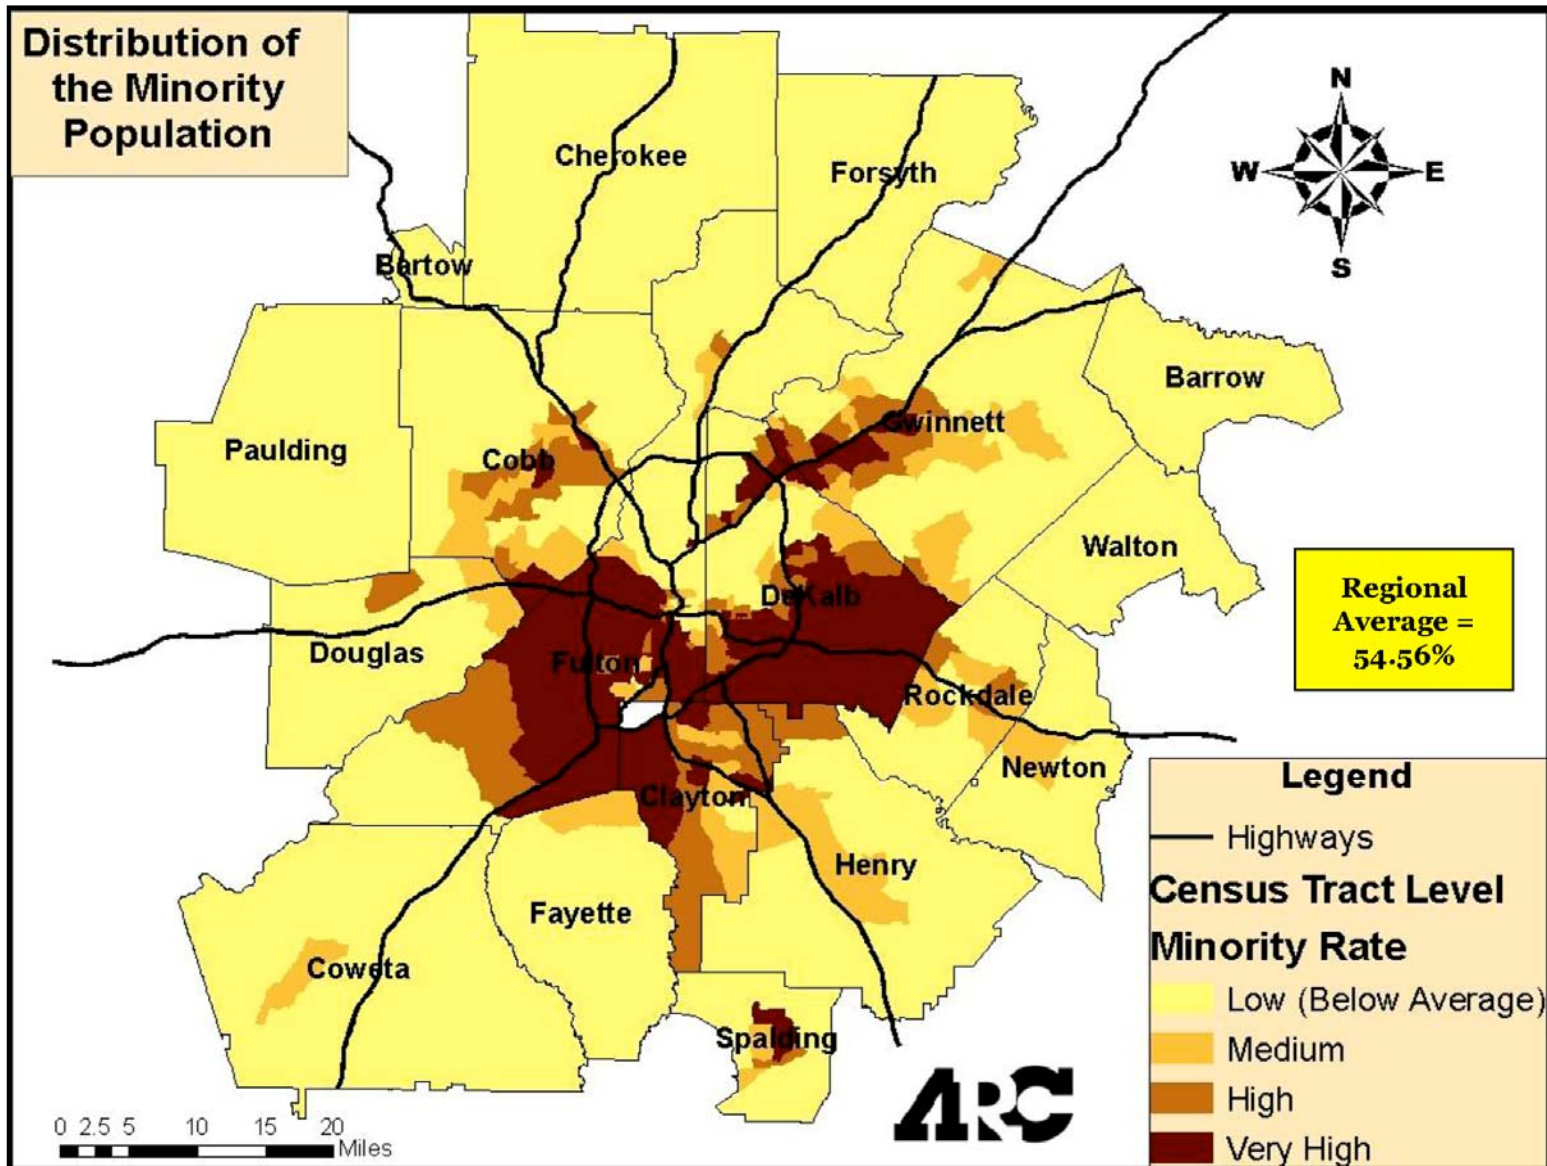 Distribution of
the Minority
Population
N
W
E
S
Cherokee
Forsyth
Bartow
Barrow
Paulding
Cobb
Gwinnett
Walton
DeKalb
Douglas
Fulton
Rockdale
Newton
Clayton
Henry
Fayette
Coweta
Spalding
Regional
Average =
54.56%
Legend
Highways
Census Tract Level
Minority Rate
Low (Below Average)
Medium
High
Very High
ARC
0 2.5 5 10 15 20
Miles